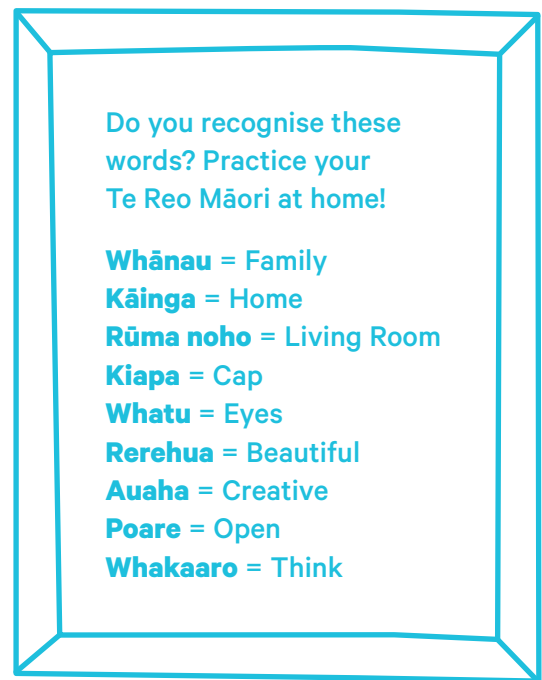 Do you recognise these
words? Practice your
Te Reo Māori at home!
Whānau = Family
Kāinga = Home
Rūma noho = Living Room
Kiapa = Cap
Whatu = Eyes
Rerehua = Beautiful
Auaha = Creative
Poare = Open
Whakaaro = Think